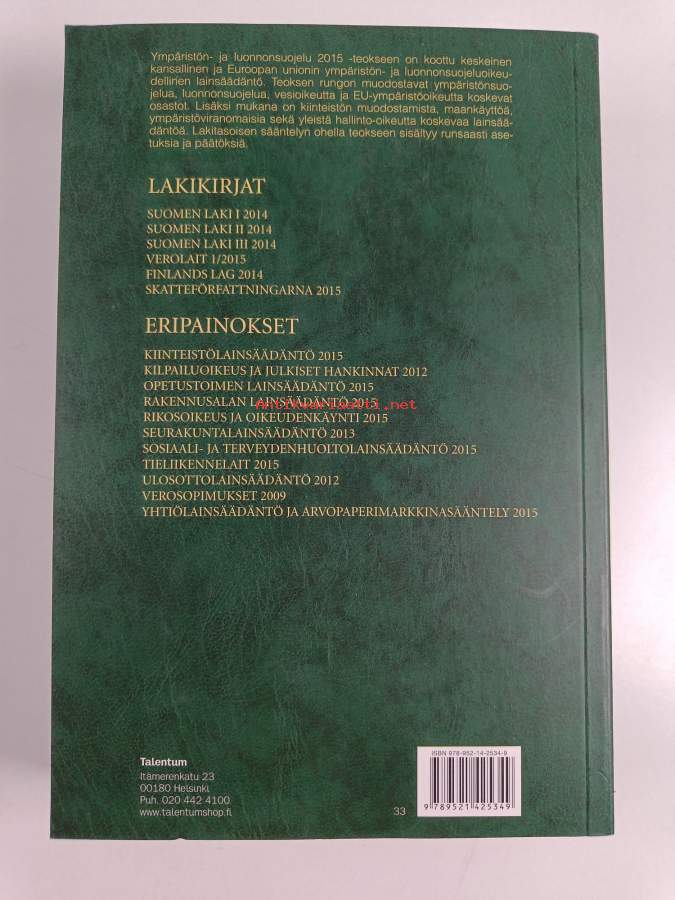 Ympäristön- ja luonnonsuojelu 2015 -teokseen on koottu keskeinen
kansallinen ja Euroopan unionin ympäristön- ja luonnonsuojeluoikeu-
dellirien lainsäädäntö. Teoksen rungon muodostavat ympäristönsuo-
jelua, luonnonsuojelua, vesioikeutta ja EU-ympäristöoikeutta koskevat
osastot. Lisäksi mukana on kiinteistön muodostamista, maankäyttöä,
ympäristöviranomaisia sekä yleistä hallinto-oikeutta koskevaa lainsää-
däntöä. Lakitasoisen sääntelyn ohella teokseen sisältyy runsaasti ase-
tuksia ja päätöksiä.
LAKIKIRJAT
SUOMEN LAKI I 2014
SUOMEN LAKI II 2014
SUOMEN LAKI III 2014
VEROLAIT 1/2015
FINLANDS LAG 2014
SKATTEFÖRFATTNINGARNA 2015
ERIPAINOKSET
KIINTEISTÖLAINSÄÄDÄNTÖ 2015
KILPAILUOIKEUS JA JULKISET HANKINNAT 2012
OPETUSTOIMEN LAINSÄÄDÄNTÖ 2015
RAKENNUSALAN LAINSÄÄDÄNTÖ 2015
Antikvariaatti.net
RIKOSOIKEUS JA OIKEUDENKÄYNTI 2015
SEURAKUNTALAINSÄÄDÄNTÖ 2013
SOSIAALI- JA TERVEYDENHUOLTOLAINSÄÄDÄNTÖ 2015
TIELIIKENNELAIT 2015
ULOSOTTOLAINSÄÄDÄNTÖ 2012
VEROSOPIMUKSET 2009
YHTIÖLAINSÄÄDÄNTÖ JA ARVOPAPERIMARKKINASÄÄNTELY 2015
Talentum
Itämerenkatu 23
00180 Helsinki
Puh. 020 442 4100
www.talentumshop.fi
33
ISBN 978-952-14-2534-9
9 789521 425349